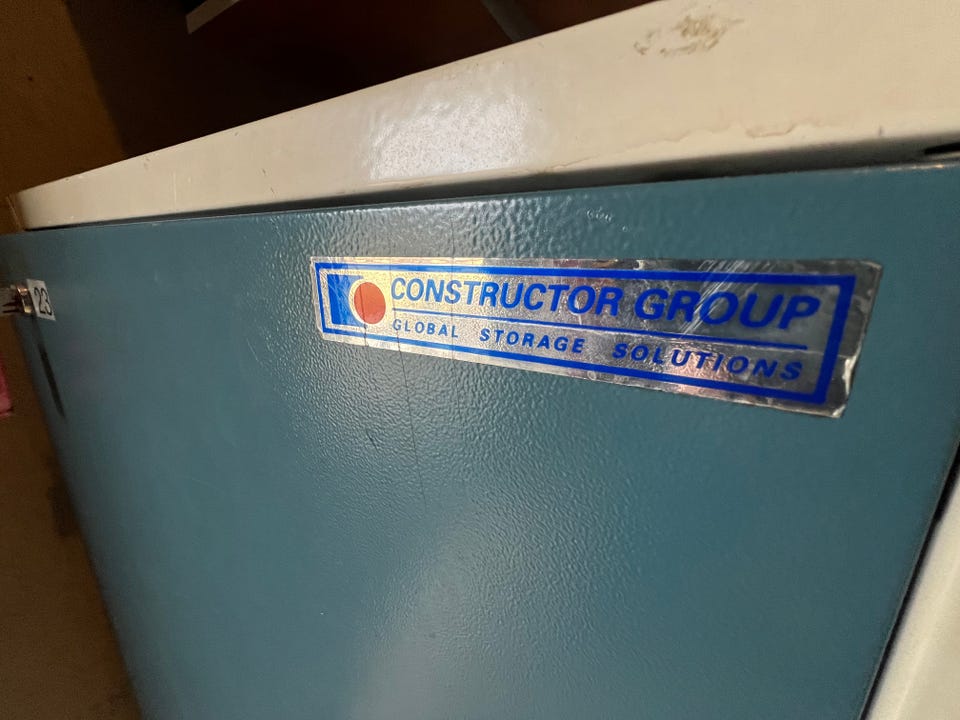 CONSTRUCTOR GROUP
GLOBAL STORAGE SOLUTIONS
23